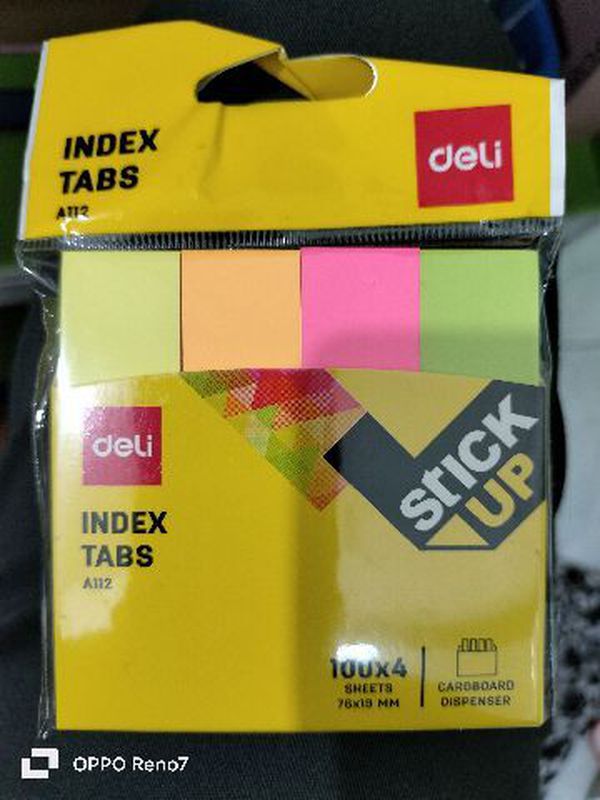 INDEX
TABS
A112
deli
deli
INDEX
TABS
A112
stick
UP
100x4
SHEETS
76x19 MM
CARDBOARD
DISPENSER
OPPO Reno7